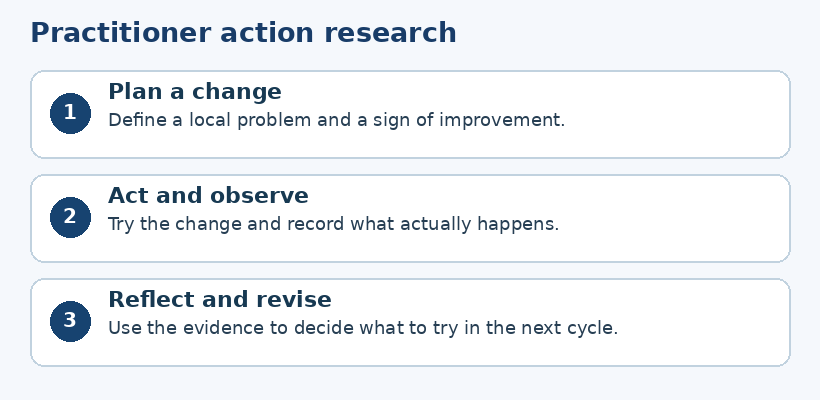 Practitioner action research
1
Plan a change
Define a local problem and a sign of improvement.
2
Act and observe
Try the change and record what actually happens.
3
Reflect and revise
Use the evidence to decide what to try in the next cycle.